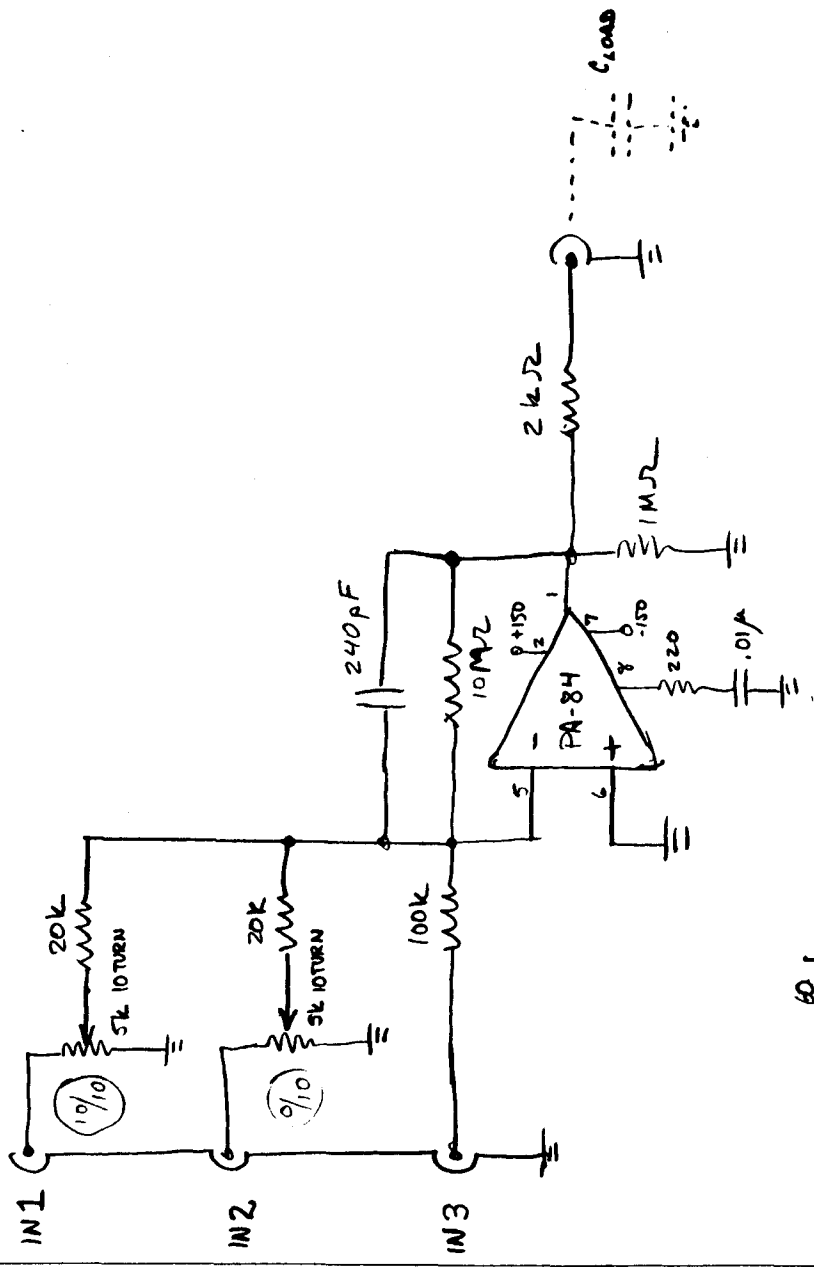 IN1
10/10
5k 10TURN
20k
IN2
0/10
5k 10TURN
20k
IN3
100k
240pF
10MΩ
5
-
6
+
PA-84
+150
2
1
7
-150
8
220
.01µ
1MΩ
2kΩ
CLOAD